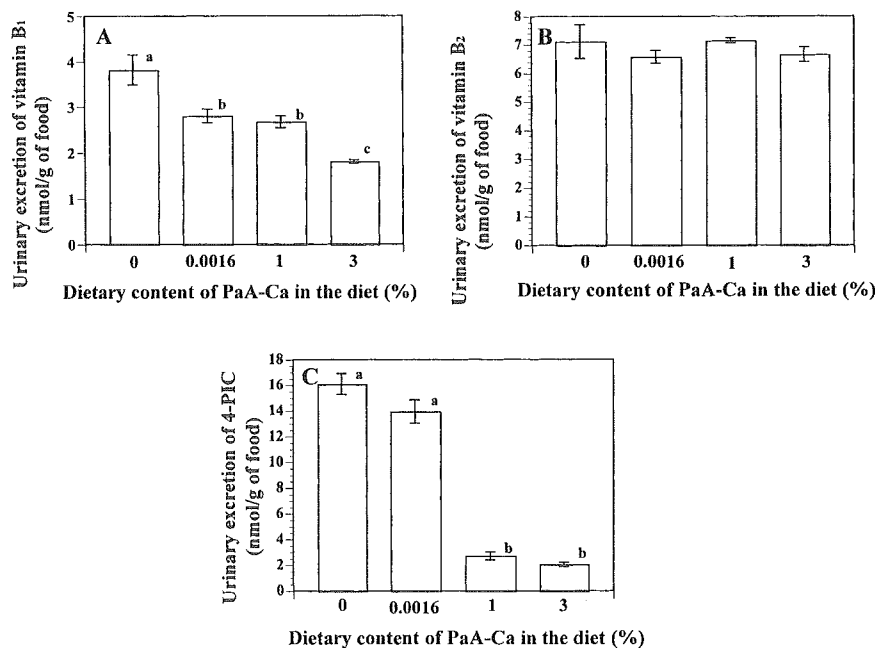 A
Urinary excretion of vitamin B1
(nmol/g of food)
5
4
3
2
1
0
a
b
b
c
0 0.0016 1 3
Dietary content of PaA-Ca in the diet (%)
B
Urinary excretion of vitamin B2
(nmol/g of food)
8
7
6
5
4
3
2
1
0
0 0.0016 1 3
Dietary content of PaA-Ca in the diet (%)
C
Urinary excretion of 4-PIC
(nmol/g of food)
18
16
14
12
10
8
6
4
2
0
a
a
b
b
0 0.0016 1 3
Dietary content of PaA-Ca in the diet (%)